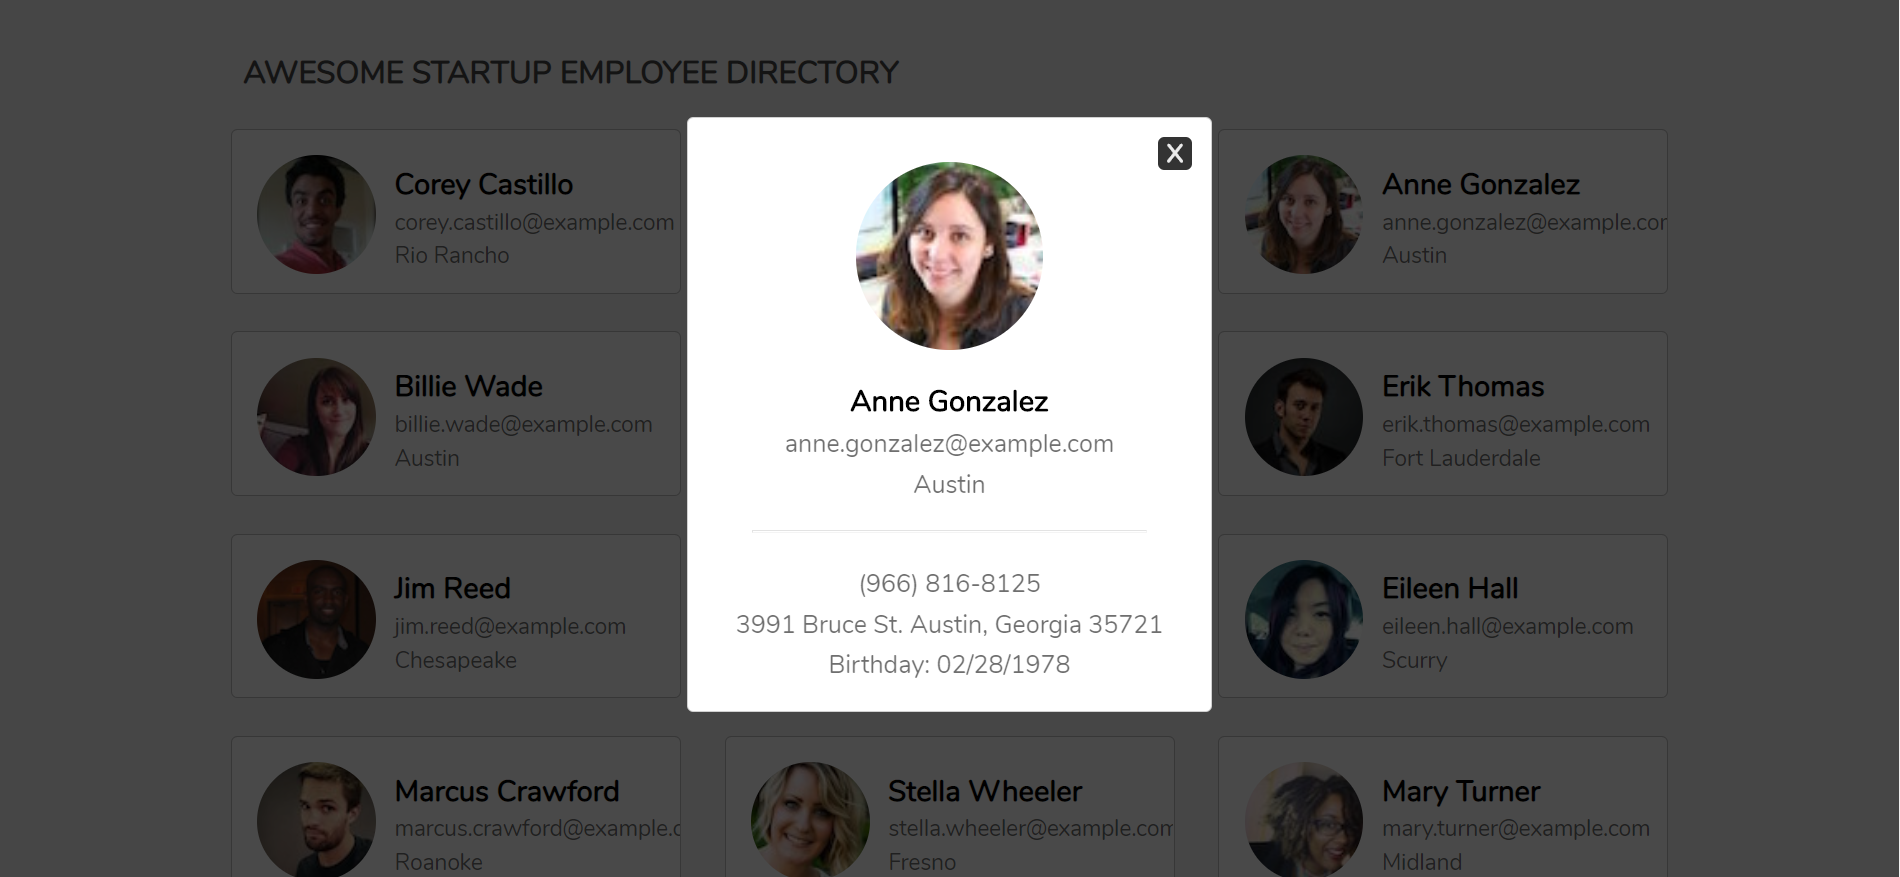 AWESOME STARTUP EMPLOYEE DIRECTORY
Corey Castillo
corey.castillo@example.com
Rio Rancho
X
Anne Gonzalez
anne.gonzalez@example.com
Austin
(966) 816-8125
3991 Bruce St. Austin, Georgia 35721
Birthday: 02/28/1978
Anne Gonzalez
anne.gonzalez@example.cor
Austin
Billie Wade
billie.wade@example.com
Austin
Erik Thomas
erik.thomas@example.com
Fort Lauderdale
Jim Reed
jim.reed@example.com
Chesapeake
Eileen Hall
eileen.hall@example.com
Scurry
Marcus Crawford
marcus.crawford@example.c
Roanoke
Stella Wheeler
stella.wheeler@example.com
Fresno
Mary Turner
mary.turner@example.com
Midland